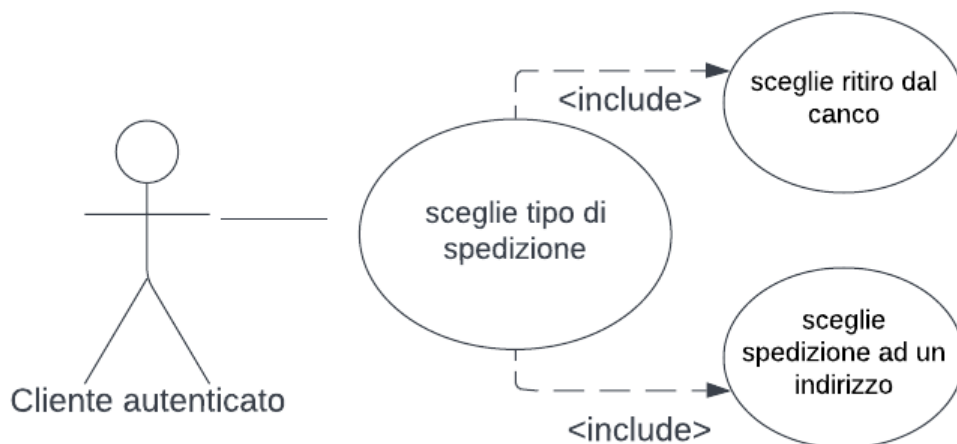 sceglie ritiro dal
canco
<include>
sceglie tipo di
spedizione
sceglie
spedizione ad un
indirizzo
Cliente autenticato
<include>